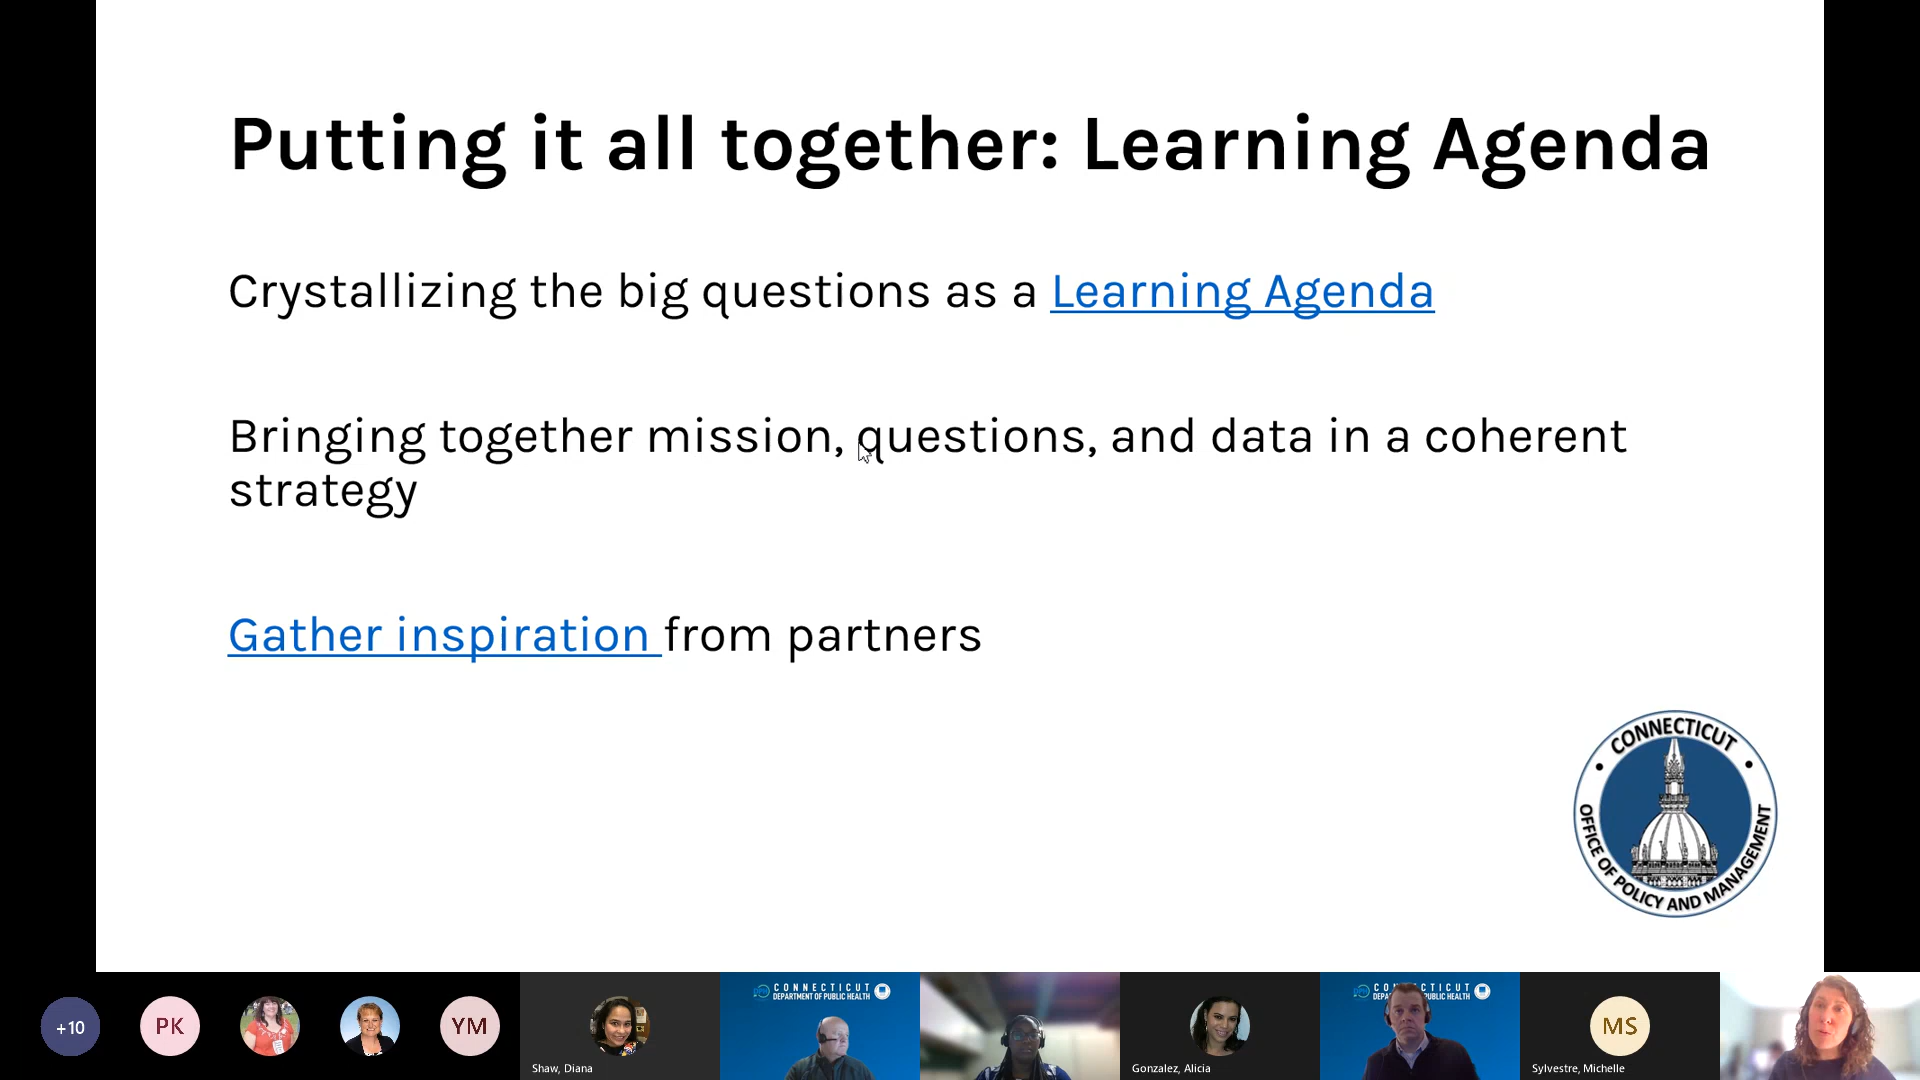 Putting it all together: Learning Agenda
Crystallizing the big questions as a Learning Agenda
Bringing together mission, questions, and data in a coherent
strategy
Gather inspiration from partners
CONNECTICUT
OFFICE OF POLICY AND MANAGEMENT
+10
PK
YM
Shaw, Diana
CONNECTICUT
DEPARTMENT OF PUBLIC HEALTH
Gonzalez, Alicia
CONNECTICUT
PUBLIC HEALTH
MS
Sylvestre, Michelle